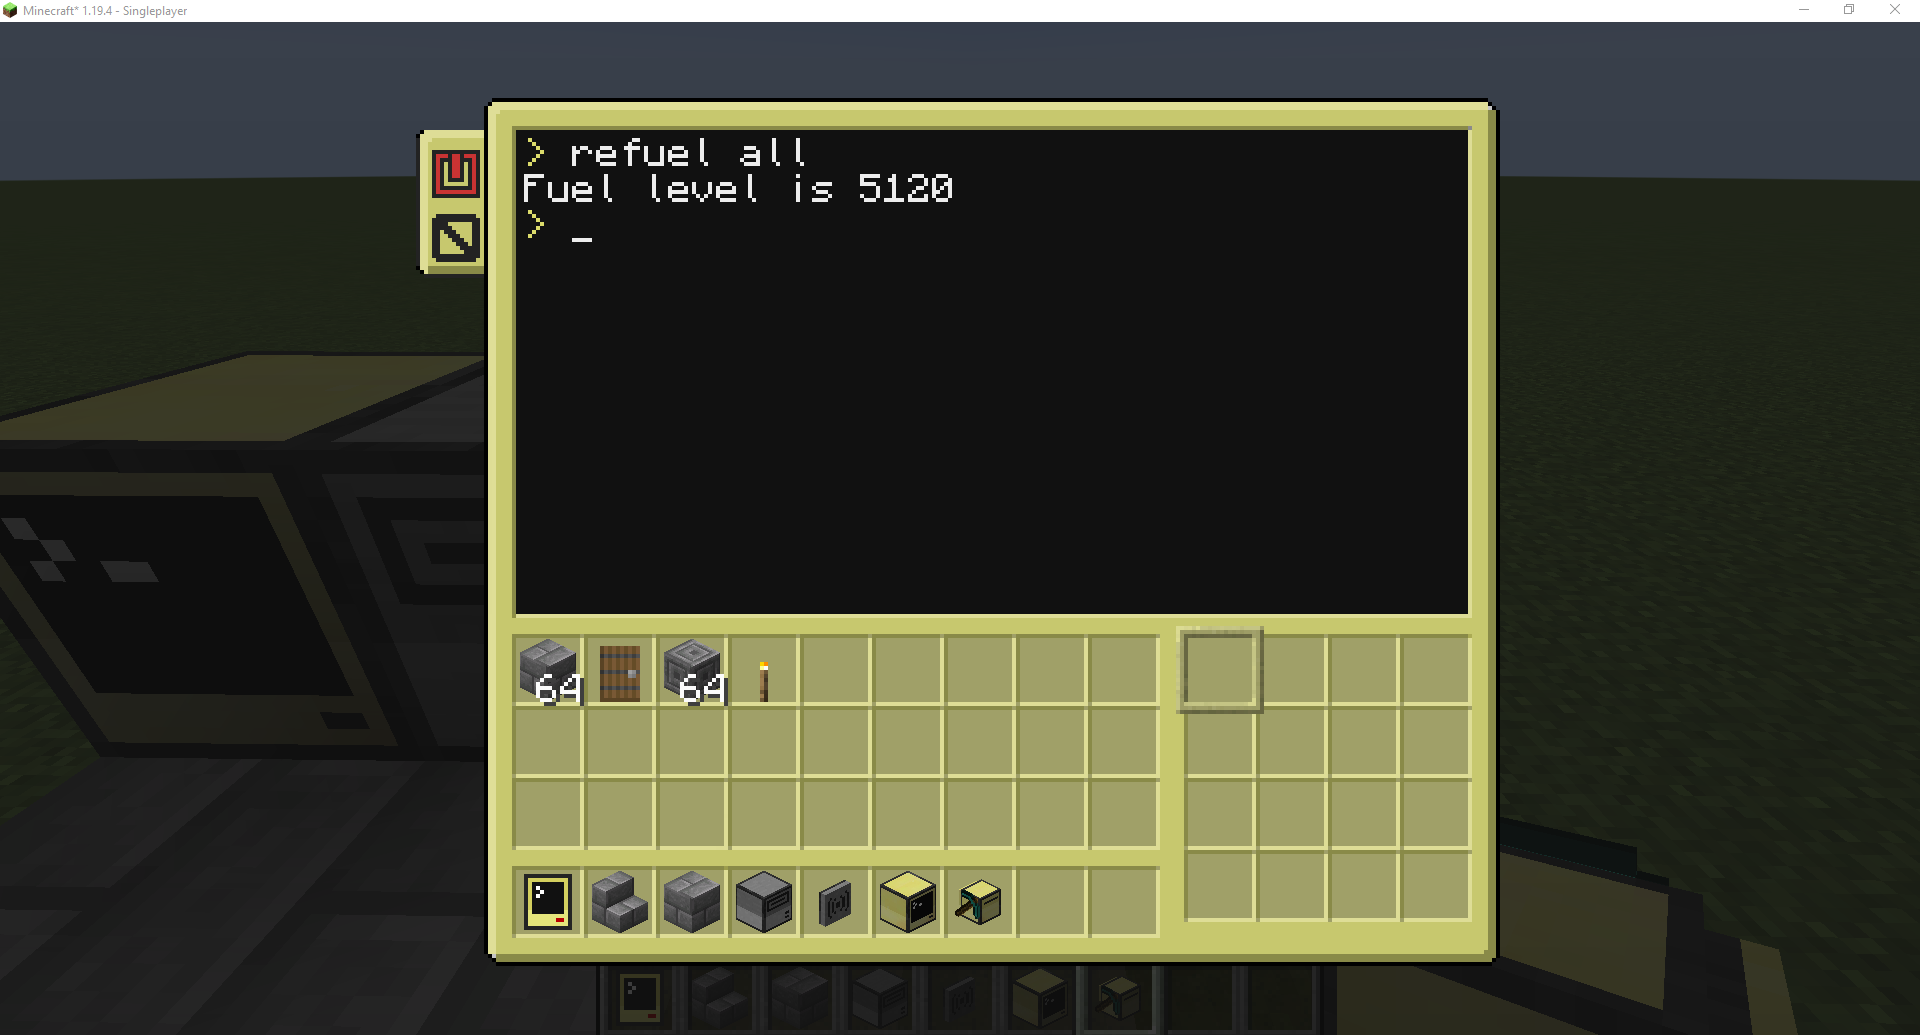 Minecraft* 1.19.4 - Singleplayer
> refuel all
Fuel level is 5120
> _
64 64